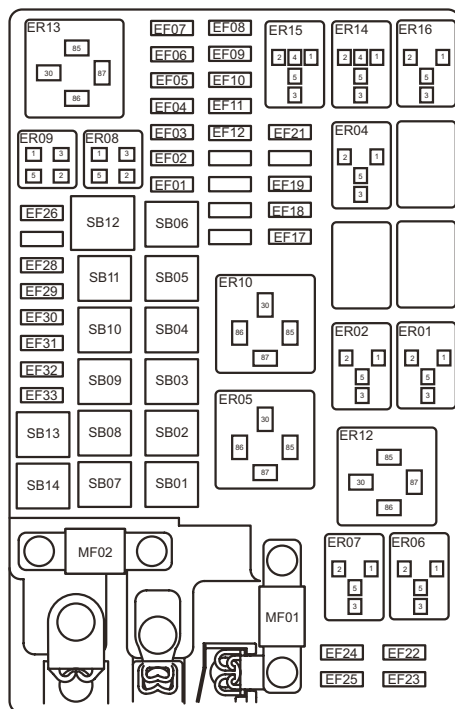 ER13
85
30
87
86
EF07
EF06
EF05
EF04
EF03
EF02
EF01
EF08
EF09
EF10
EF11
EF12
EF21
EF19
EF18
EF17
ER15
2 4 1
5
3
ER14
2 4 1
5
3
ER16
2 1
5
3
ER04
2 1
5
3
ER09
1 3
5 2
ER08
1 3
5 2
EF26
EF28
EF29
EF30
EF31
EF32
EF33
SB12
SB06
SB11
SB05
SB10
SB04
SB09
SB03
SB13
SB08
SB02
SB14
SB07
SB01
ER10
30
86
85
87
ER05
30
86
85
87
ER02
2 1
5
3
ER01
2 1
5
3
ER12
85
30
87
86
ER07
2 1
5
3
ER06
2 1
5
3
MF02
MF01
EF24
EF22
EF25
EF23